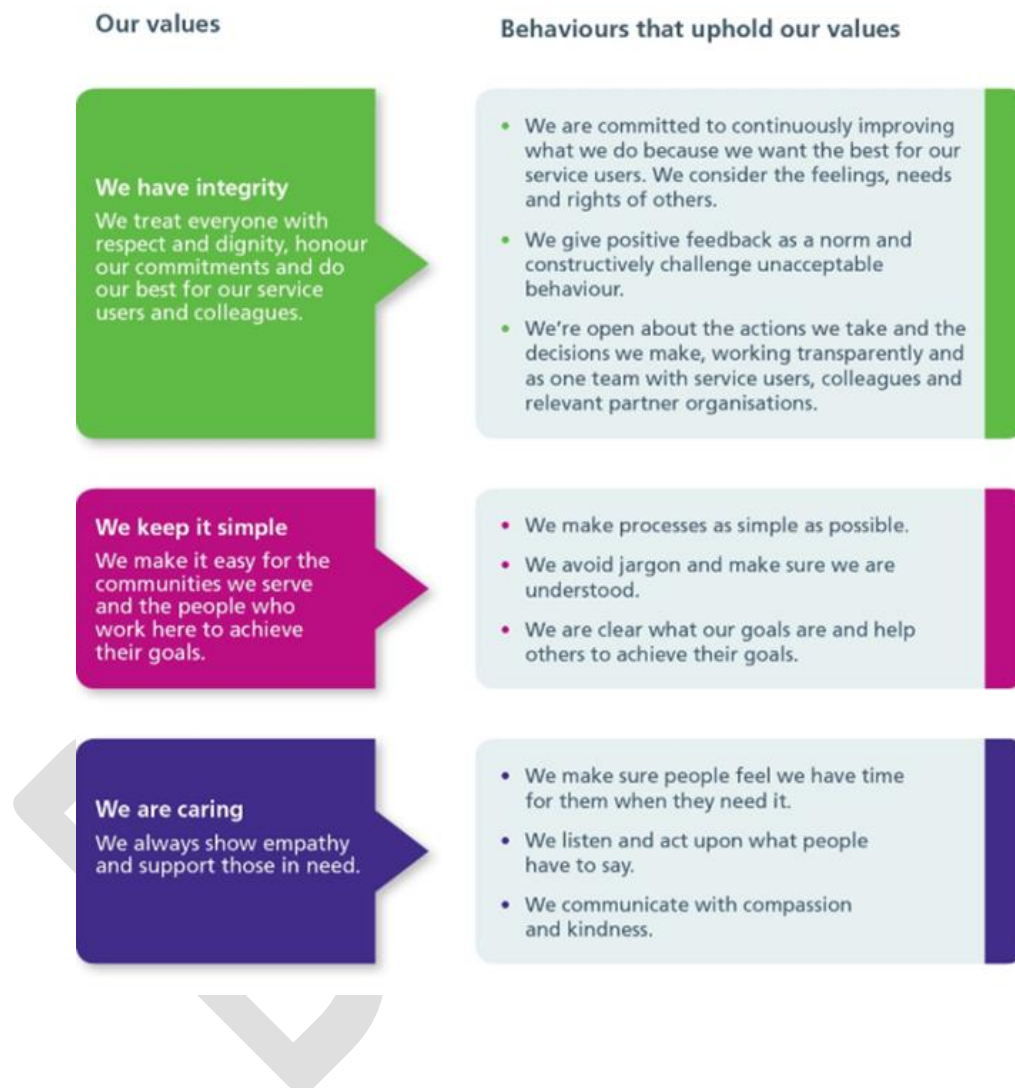 Our values
Behaviours that uphold our values
We have integrity
We treat everyone with
respect and dignity, honour
our commitments and do
our best for our service
users and colleagues.
• We are committed to continuously improving
what we do because we want the best for our
service users. We consider the feelings, needs
and rights of others.
• We give positive feedback as a norm and
constructively challenge unacceptable
behaviour.
• We’re open about the actions we take and the
decisions we make, working transparently and
as one team with service users, colleagues and
relevant partner organisations.
We keep it simple
We make it easy for the
communities we serve
and the people who
work here to achieve
their goals.
• We make processes as simple as possible.
• We avoid jargon and make sure we are
understood.
• We are clear what our goals are and help
others to achieve their goals.
We are caring
We always show empathy
and support those in need.
• We make sure people feel we have time
for them when they need it.
• We listen and act upon what people
have to say.
• We communicate with compassion
and kindness.